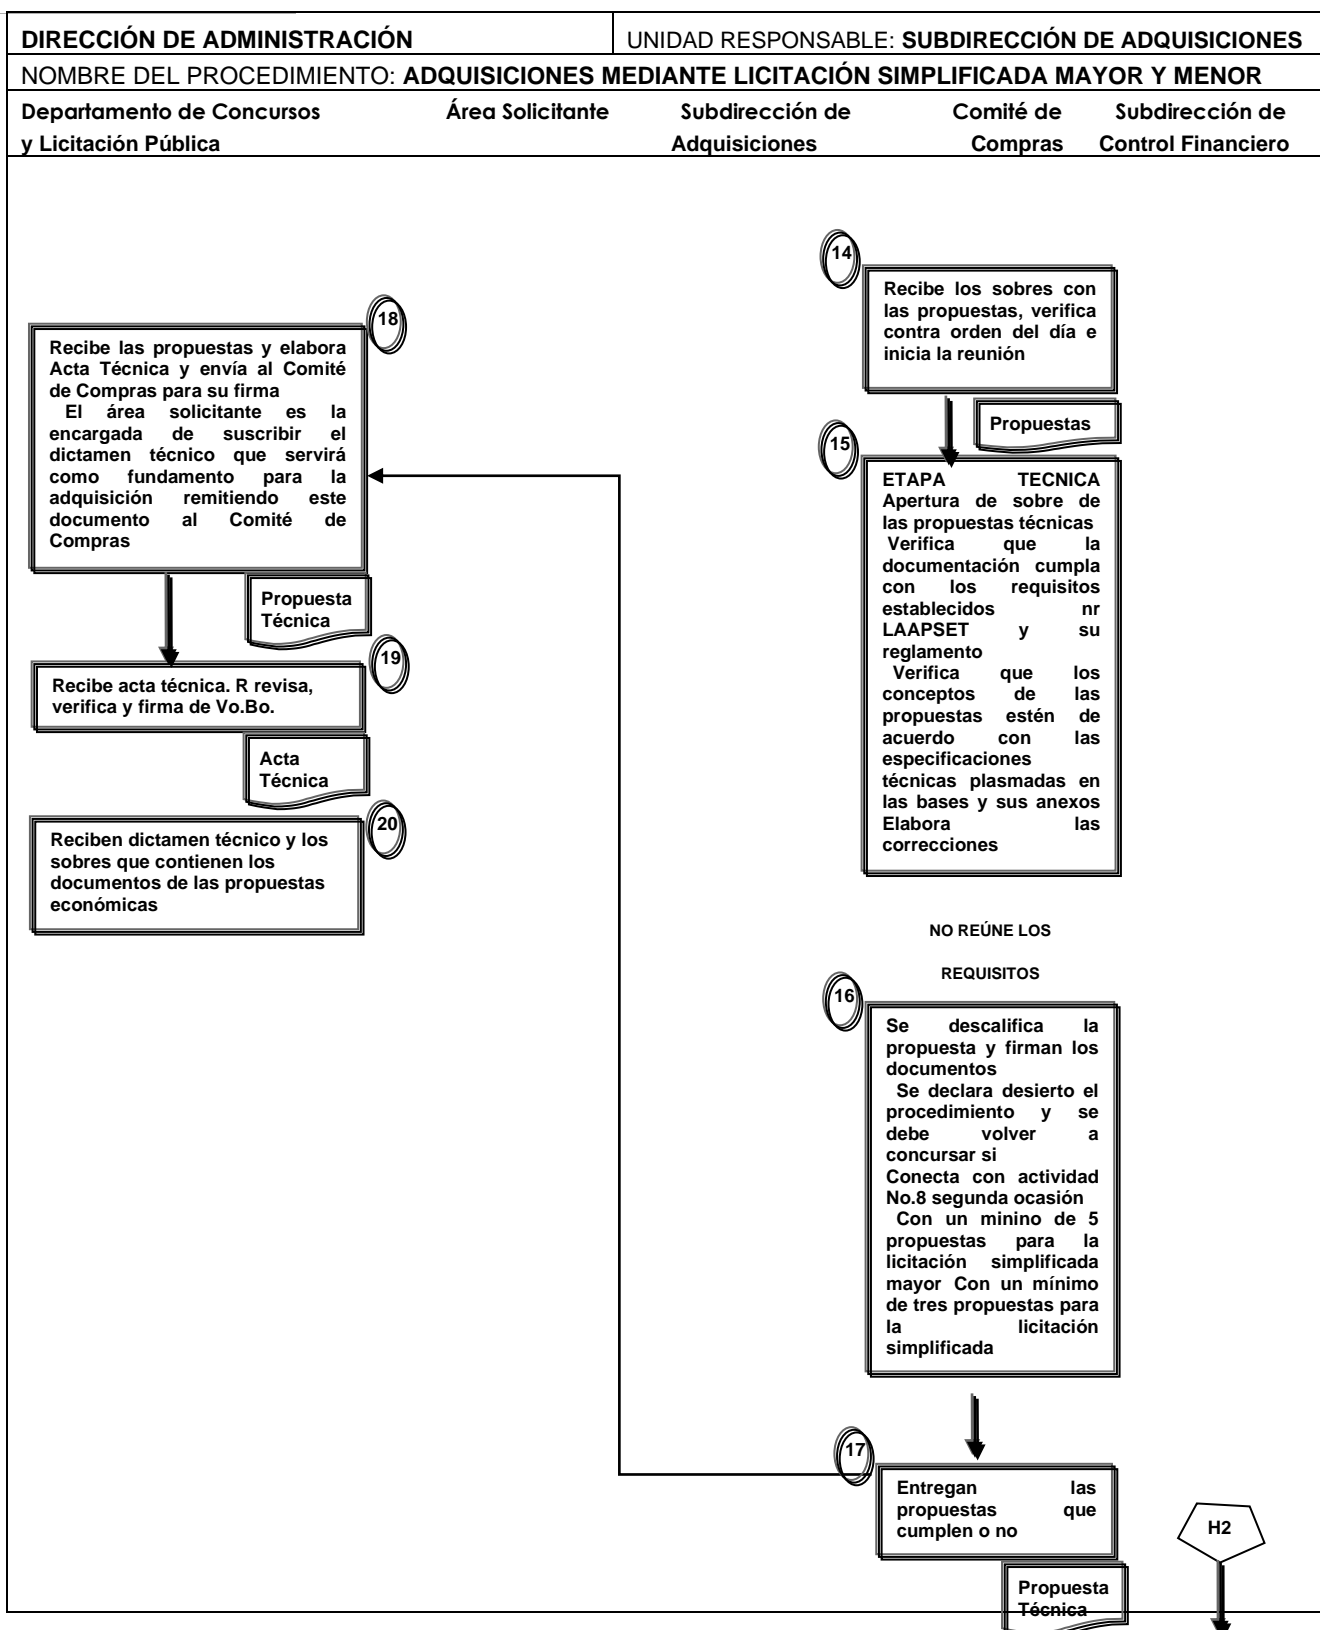 DIRECCIÓN DE ADMINISTRACIÓN
UNIDAD RESPONSABLE: SUBDIRECCIÓN DE ADQUISICIONES
NOMBRE DEL PROCEDIMIENTO: ADQUISICIONES MEDIANTE LICITACIÓN SIMPLIFICADA MAYOR Y MENOR
Departamento de Concursos
y Licitación Pública
Área Solicitante
Subdirección de
Adquisiciones
Comité de
Compras
Subdirección de
Control Financiero
14
Recibe los sobres con
las propuestas, verifica
contra orden del día e
inicia la reunión
Propuestas
15
ETAPA TECNICA
Apertura de sobre de
las propuestas técnicas
Verifica que la
documentación cumpla
con los requisitos
establecidos nr
LAAPSET y su
reglamento
Verifica que los
conceptos de las
propuestas estén de
acuerdo con las
especificaciones
técnicas plasmadas en
las bases y sus anexos
Elabora las
correcciones
NO REÚNE LOS
REQUISITOS
16
Se descalifica la
propuesta y firman los
documentos
Se declara desierto el
procedimiento y se
debe volver a
concursar si
Conecta con actividad
No.8 segunda ocasión
Con un minino de 5
propuestas para la
licitación simplificada
mayor Con un mínimo
de tres propuestas para
la licitación
simplificada
17
Entregan las
propuestas que
cumplen o no
Propuesta
Técnica
H2
18
Recibe las propuestas y elabora
Acta Técnica y envía al Comité
de Compras para su firma
El área solicitante es la
encargada de suscribir el
dictamen técnico que servirá
como fundamento para la
adquisición remitiendo este
documento al Comité de
Compras
Propuesta
Técnica
19
Recibe acta técnica. R revisa,
verifica y firma de Vo.Bo.
Acta
Técnica
20
Reciben dictamen técnico y los
sobres que contienen los
documentos de las propuestas
económicas